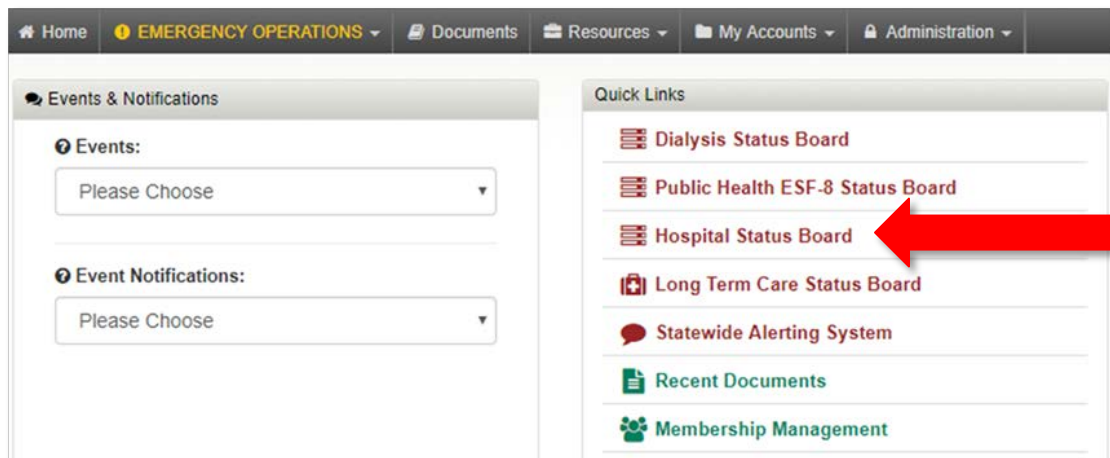 Home EMERGENCY OPERATIONS Documents Resources My Accounts Administration
Events & Notifications
Events:
Please Choose
Event Notifications:
Please Choose
Quick Links
Dialysis Status Board
Public Health ESF-8 Status Board
Hospital Status Board
Long Term Care Status Board
Statewide Alerting System
Recent Documents
Membership Management